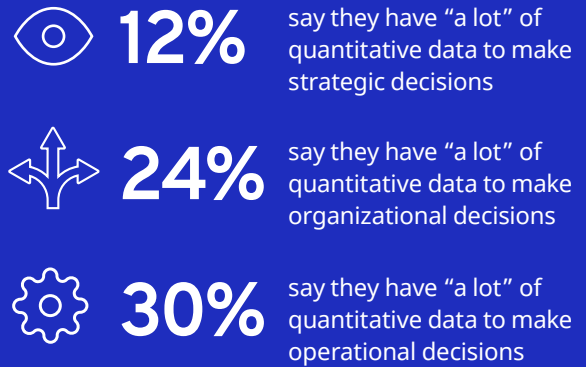 12%
say they have “a lot” of
quantitative data to make
strategic decisions
24%
say they have “a lot” of
quantitative data to make
organizational decisions
30%
say they have “a lot” of
quantitative data to make
operational decisions